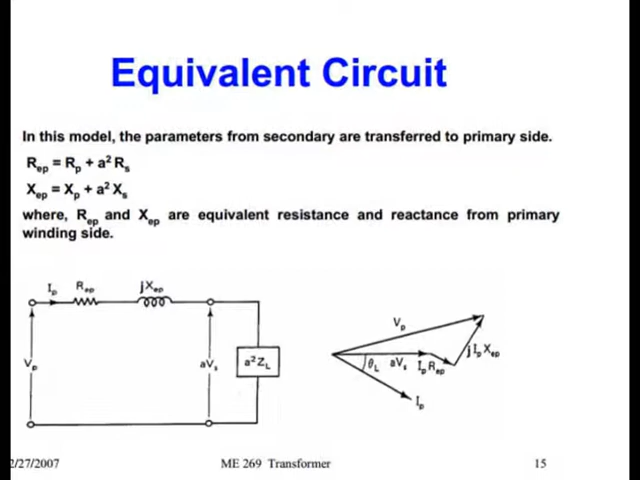 Equivalent Circuit
In this model, the parameters from secondary are transferred to primary side.
Rep = Rp + a² Rs
Xep = Xp + a² Xs
where, Rep and Xep are equivalent resistance and reactance from primary
winding side.
Ip Rep jXep
Vp aVs a²ZL
Vp
θL aVs IpRep jIpXep
Ip
2/27/2007 ME 269 Transformer 15